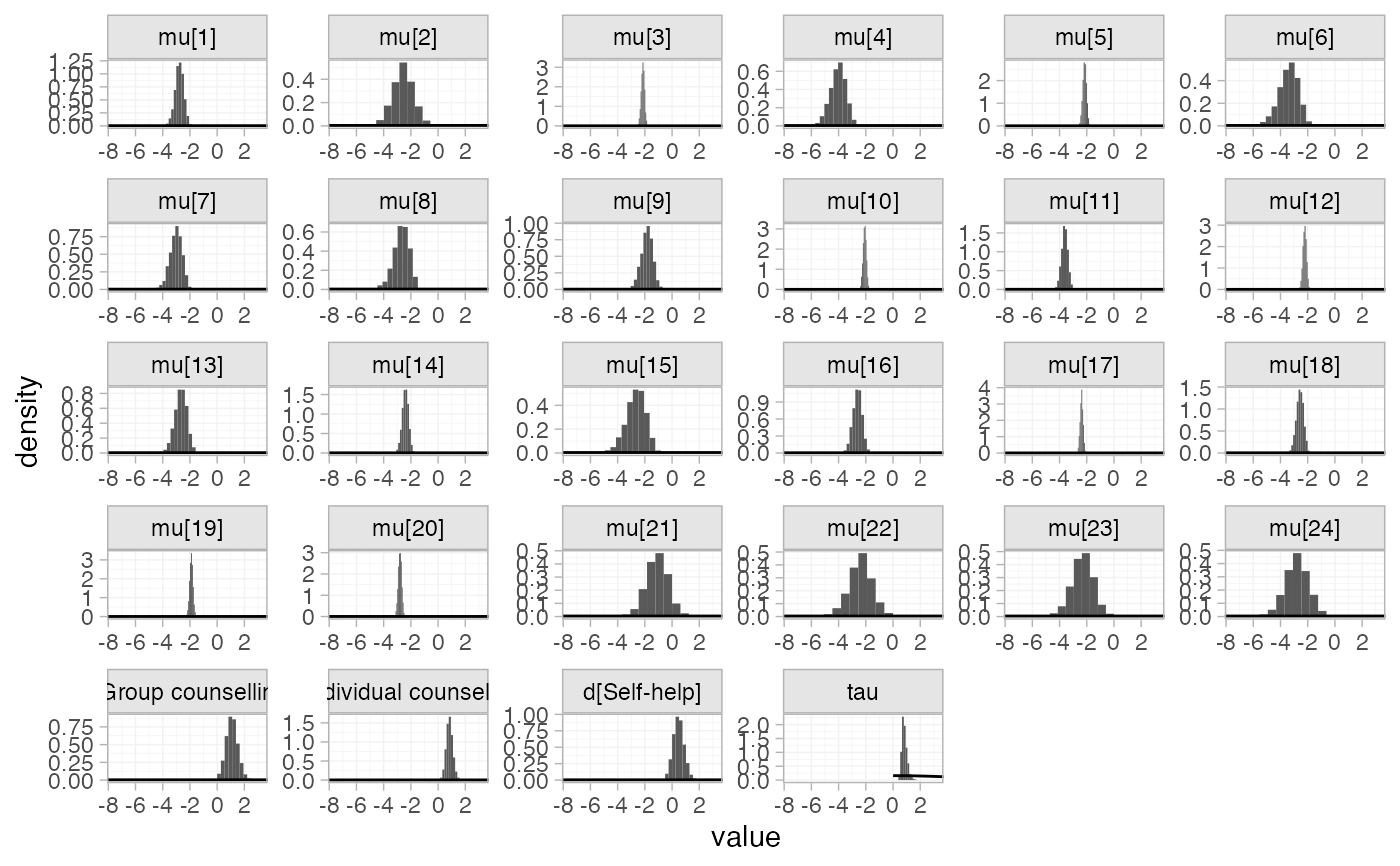 mu[1]
1.25
1.00
0.75
0.50
0.25
0.00
-8 -6 -4 -2 0 2
mu[2]
0.4
0.2
0.0
-8 -6 -4 -2 0 2
mu[3]
3
2
1
0
-8 -6 -4 -2 0 2
mu[4]
0.6
0.4
0.2
0.0
-8 -6 -4 -2 0 2
mu[5]
2
1
0
-8 -6 -4 -2 0 2
mu[6]
0.4
0.2
0.0
-8 -6 -4 -2 0 2
mu[7]
0.75
0.50
0.25
0.00
-8 -6 -4 -2 0 2
mu[8]
0.6
0.4
0.2
0.0
-8 -6 -4 -2 0 2
mu[9]
1.00
0.75
0.50
0.25
0.00
-8 -6 -4 -2 0 2
mu[10]
3
2
1
0
-8 -6 -4 -2 0 2
mu[11]
1.5
1.0
0.5
0.0
-8 -6 -4 -2 0 2
mu[12]
3
2
1
0
-8 -6 -4 -2 0 2
density
mu[13]
0.8
0.6
0.4
0.2
0.0
-8 -6 -4 -2 0 2
mu[14]
1.5
1.0
0.5
0.0
-8 -6 -4 -2 0 2
mu[15]
0.4
0.2
0.0
-8 -6 -4 -2 0 2
mu[16]
0.9
0.6
0.3
0.0
-8 -6 -4 -2 0 2
mu[17]
4
3
2
1
0
-8 -6 -4 -2 0 2
mu[18]
1.5
1.0
0.5
0.0
-8 -6 -4 -2 0 2
mu[19]
3
2
1
0
-8 -6 -4 -2 0 2
mu[20]
3
2
1
0
-8 -6 -4 -2 0 2
mu[21]
0.5
0.4
0.3
0.2
0.1
0.0
-8 -6 -4 -2 0 2
mu[22]
0.5
0.4
0.3
0.2
0.1
0.0
-8 -6 -4 -2 0 2
mu[23]
0.5
0.4
0.3
0.2
0.1
0.0
-8 -6 -4 -2 0 2
mu[24]
0.5
0.4
0.3
0.2
0.1
0.0
-8 -6 -4 -2 0 2
Group counsellin
0.75
0.50
0.25
0.00
-8 -6 -4 -2 0 2
dividual counsel
1.5
1.0
0.5
0.0
-8 -6 -4 -2 0 2
d[Self-help]
1.00
0.75
0.50
0.25
0.00
-8 -6 -4 -2 0 2
tau
2.0
1.5
1.0
0.5
0.0
-8 -6 -4 -2 0 2
value